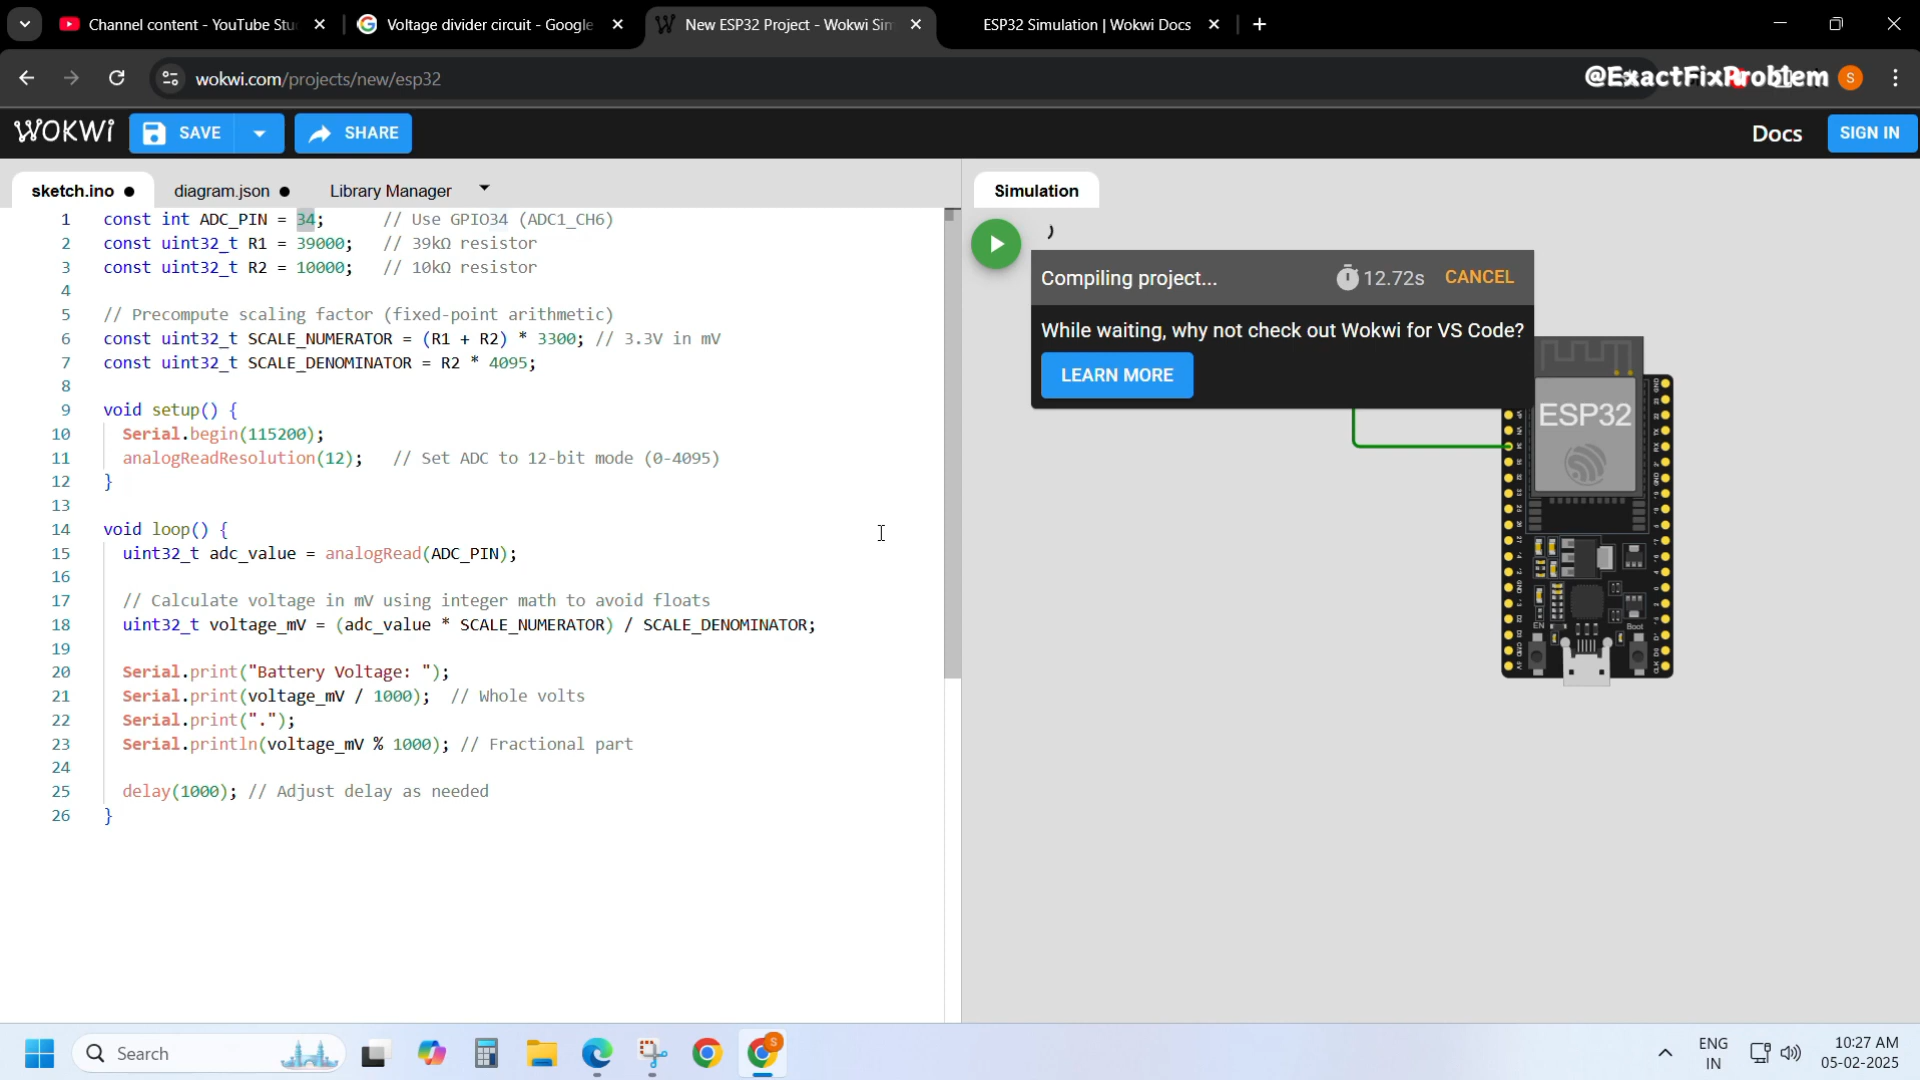 Channel content - YouTube Stu
Voltage divider circuit - Google
New ESP32 Project - Wokwi Sim
ESP32 Simulation | Wokwi Docs
wokwi.com/projects/new/esp32
@ExactFixProblem
S
WOKWi
SAVE
SHARE
Docs
SIGN IN
sketch.ino
diagram.json
Library Manager
Simulation
1 const int ADC_PIN = 34; // Use GPIO34 (ADC1_CH6)
2 const uint32_t R1 = 39000; // 39kΩ resistor
3 const uint32_t R2 = 10000; // 10kΩ resistor
4
5 // Precompute scaling factor (fixed-point arithmetic)
6 const uint32_t SCALE_NUMERATOR = (R1 + R2) * 3300; // 3.3V in mV
7 const uint32_t SCALE_DENOMINATOR = R2 * 4095;
8
9 void setup() {
10 Serial.begin(115200);
11 analogReadResolution(12); // Set ADC to 12-bit mode (0-4095)
12 }
13
14 void loop() {
15 uint32_t adc_value = analogRead(ADC_PIN);
16
17 // Calculate voltage in mV using integer math to avoid floats
18 uint32_t voltage_mV = (adc_value * SCALE_NUMERATOR) / SCALE_DENOMINATOR;
19
20 Serial.print("Battery Voltage: ");
21 Serial.print(voltage_mV / 1000); // Whole volts
22 Serial.print(".");
23 Serial.println(voltage_mV % 1000); // Fractional part
24
25 delay(1000); // Adjust delay as needed
26 }
Compiling project...
12.72s
CANCEL
While waiting, why not check out Wokwi for VS Code?
LEARN MORE
ESP32
EN
Boot
Search
S
ENG
IN
10:27 AM
05-02-2025